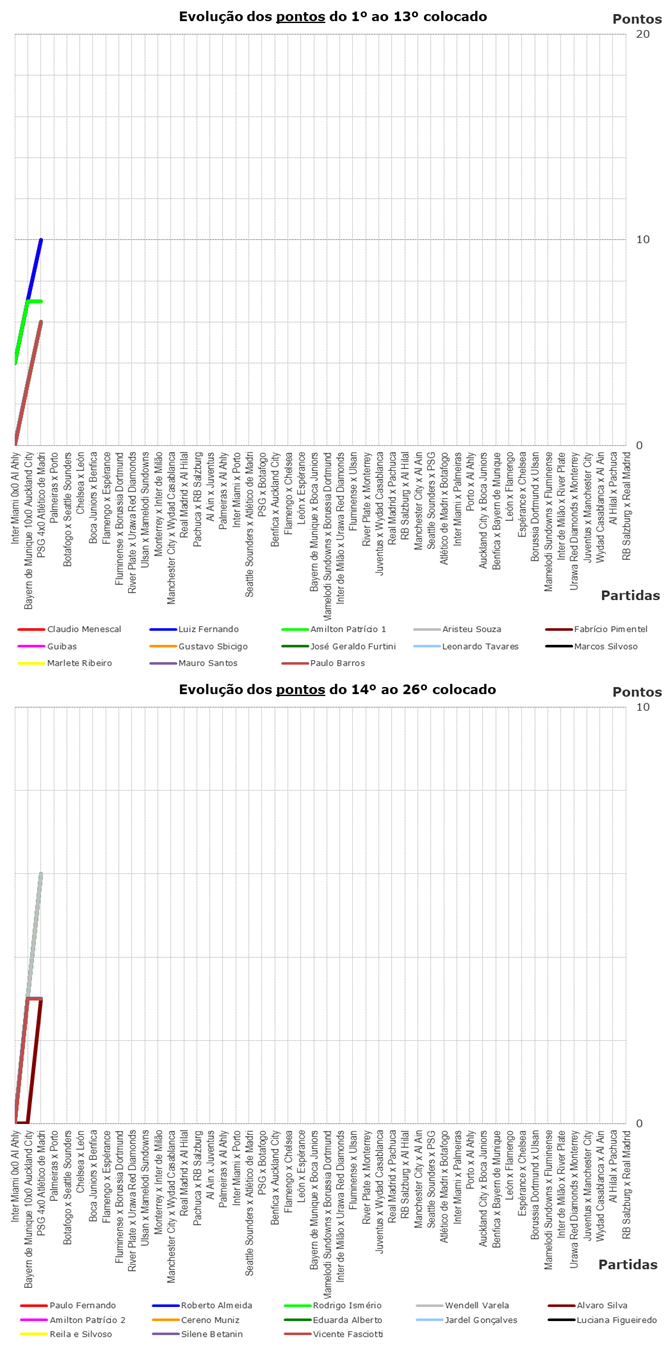 Evolução dos pontos do 1º ao 13º colocado
Pontos
20
10
0
Inter Miami 0x0 Al Ahly
Bayern de Munique 10x0 Auckland City
PSG 4x0 Atlético de Madri
Palmeiras x Porto
Botafogo x Seattle Sounders
Chelsea x León
Boca Juniors x Benfica
Flamengo x Espérance
Fluminense x Borussia Dortmund
River Plate x Urawa Red Diamonds
Ulsan x Mamelodi Sundowns
Monterrey x Inter de Milão
Manchester City x Wydad Casablanca
Real Madrid x Al Hilal
Pachuca x RB Salzburg
Al Ain x Juventus
Palmeiras x Al Ahly
Inter Miami x Porto
Seattle Sounders x Atlético de Madri
PSG x Botafogo
Benfica x Auckland City
Flamengo x Chelsea
León x Espérance
Bayern de Munique x Boca Juniors
Mamelodi Sundowns x Borussia Dortmund
Inter de Milão x Urawa Red Diamonds
Fluminense x Ulsan
River Plate x Monterrey
Juventus x Wydad Casablanca
Real Madrid x Pachuca
RB Salzburg x Al Hilal
Manchester City x Al Ain
Seattle Sounders x PSG
Atlético de Madri x Botafogo
Inter Miami x Palmeiras
Porto x Al Ahly
Auckland City x Boca Juniors
Benfica x Bayern de Munique
León x Flamengo
Espérance x Chelsea
Borussia Dortmund x Ulsan
Mamelodi Sundowns x Fluminense
Inter de Milão x River Plate
Urawa Red Diamonds x Monterrey
Juventus x Manchester City
Wydad Casablanca x Al Ain
Al Hilal x Pachuca
RB Salzburg x Real Madrid
Partidas
Claudio Menescal Luiz Fernando Amilton Patrício 1 Aristeu Souza Fabrício Pimentel
Guibas Gustavo Sbicigo José Geraldo Furtini Leonardo Tavares Marcos Silvoso
Marlete Ribeiro Mauro Santos Paulo Barros
Evolução dos pontos do 14º ao 26º colocado
Pontos
10
0
Inter Miami 0x0 Al Ahly
Bayern de Munique 10x0 Auckland City
PSG 4x0 Atlético de Madri
Palmeiras x Porto
Botafogo x Seattle Sounders
Chelsea x León
Boca Juniors x Benfica
Flamengo x Espérance
Fluminense x Borussia Dortmund
River Plate x Urawa Red Diamonds
Ulsan x Mamelodi Sundowns
Monterrey x Inter de Milão
Manchester City x Wydad Casablanca
Real Madrid x Al Hilal
Pachuca x RB Salzburg
Al Ain x Juventus
Palmeiras x Al Ahly
Inter Miami x Porto
Seattle Sounders x Atlético de Madri
PSG x Botafogo
Benfica x Auckland City
Flamengo x Chelsea
León x Espérance
Bayern de Munique x Boca Juniors
Mamelodi Sundowns x Borussia Dortmund
Inter de Milão x Urawa Red Diamonds
Fluminense x Ulsan
River Plate x Monterrey
Juventus x Wydad Casablanca
Real Madrid x Pachuca
RB Salzburg x Al Hilal
Manchester City x Al Ain
Seattle Sounders x PSG
Atlético de Madri x Botafogo
Inter Miami x Palmeiras
Porto x Al Ahly
Auckland City x Boca Juniors
Benfica x Bayern de Munique
León x Flamengo
Espérance x Chelsea
Borussia Dortmund x Ulsan
Mamelodi Sundowns x Fluminense
Inter de Milão x River Plate
Urawa Red Diamonds x Monterrey
Juventus x Manchester City
Wydad Casablanca x Al Ain
Al Hilal x Pachuca
RB Salzburg x Real Madrid
Partidas
Paulo Fernando Roberto Almeida Rodrigo Ismério Wendell Varela Alvaro Silva
Amilton Patrício 2 Cereno Muniz Eduarda Alberto Jardel Gonçalves Luciana Figueiredo
Reila e Silvoso Silene Betanin Vicente Fasciotti